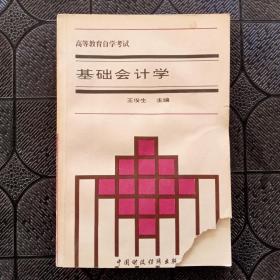 高等教育自学考试
基础会计学
王俊生 主编
中国财政经济出版